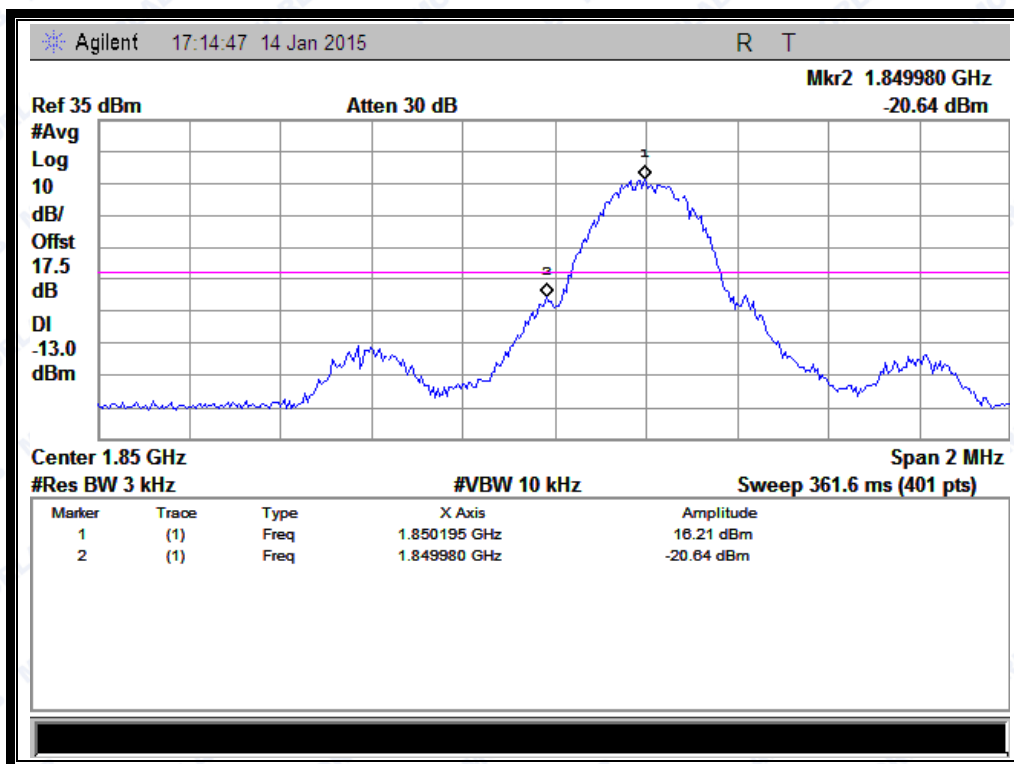 Agilent 17:14:47 14 Jan 2015 R T
Mkr2 1.849980 GHz
Ref 35 dBm Atten 30 dB -20.64 dBm
#Avg
Log
10
dB/
Offst
17.5
dB
DI
-13.0
dBm
1
2
Center 1.85 GHz Span 2 MHz
#Res BW 3 kHz #VBW 10 kHz Sweep 361.6 ms (401 pts)
Marker Trace Type X Axis Amplitude
1 (1) Freq 1.850195 GHz 16.21 dBm
2 (1) Freq 1.849980 GHz -20.64 dBm